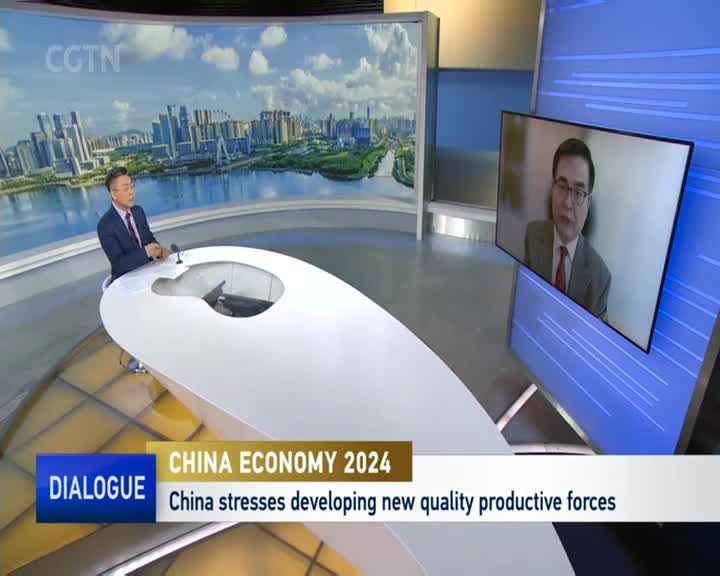 CGTN
CHINA ECONOMY 2024
DIALOGUE
China stresses developing new quality productive forces